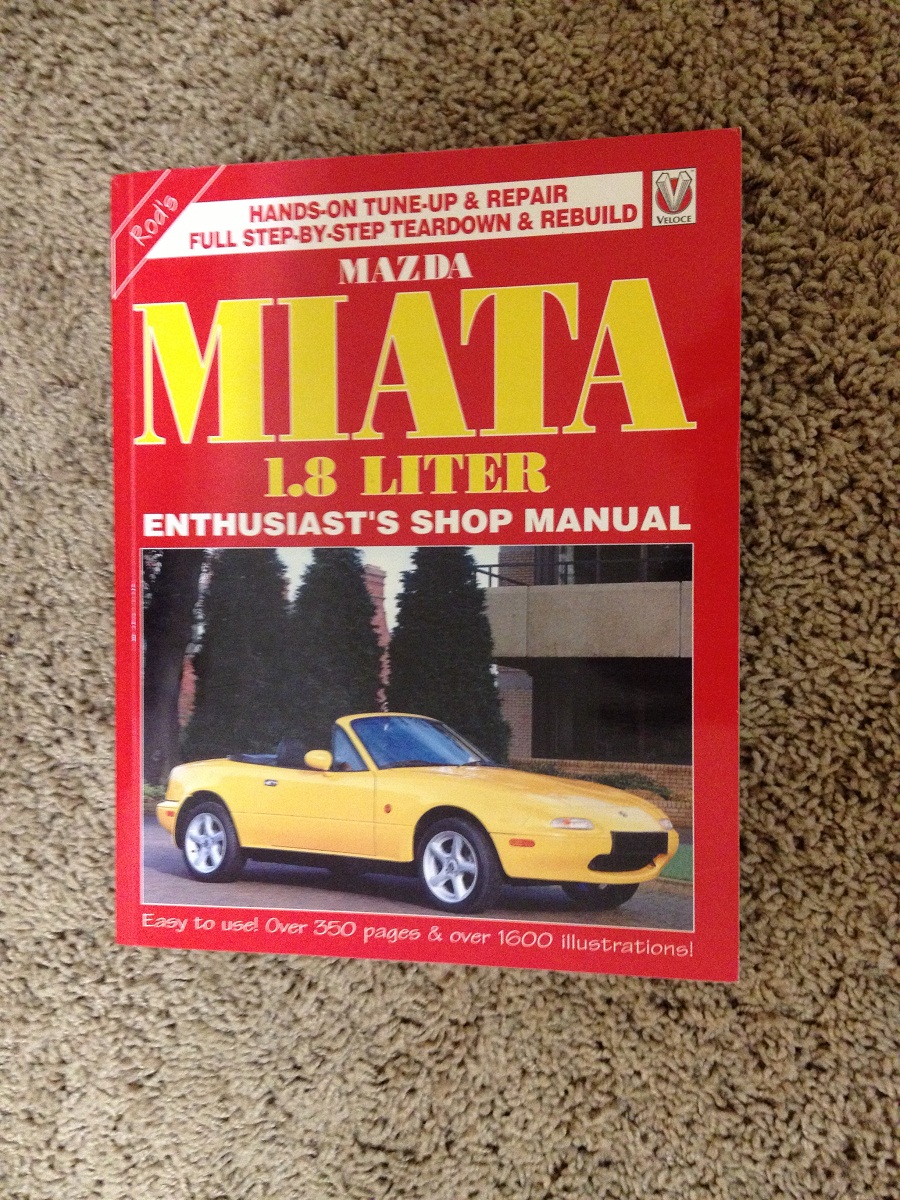 Rod's
HANDS-ON TUNE-UP & REPAIR
FULL STEP-BY-STEP TEARDOWN & REBUILD
VELOCE
MAZDA
MIATA
1.8 LITER
ENTHUSIAST'S SHOP MANUAL
Easy to use! Over 350 pages & over 1600 illustrations!